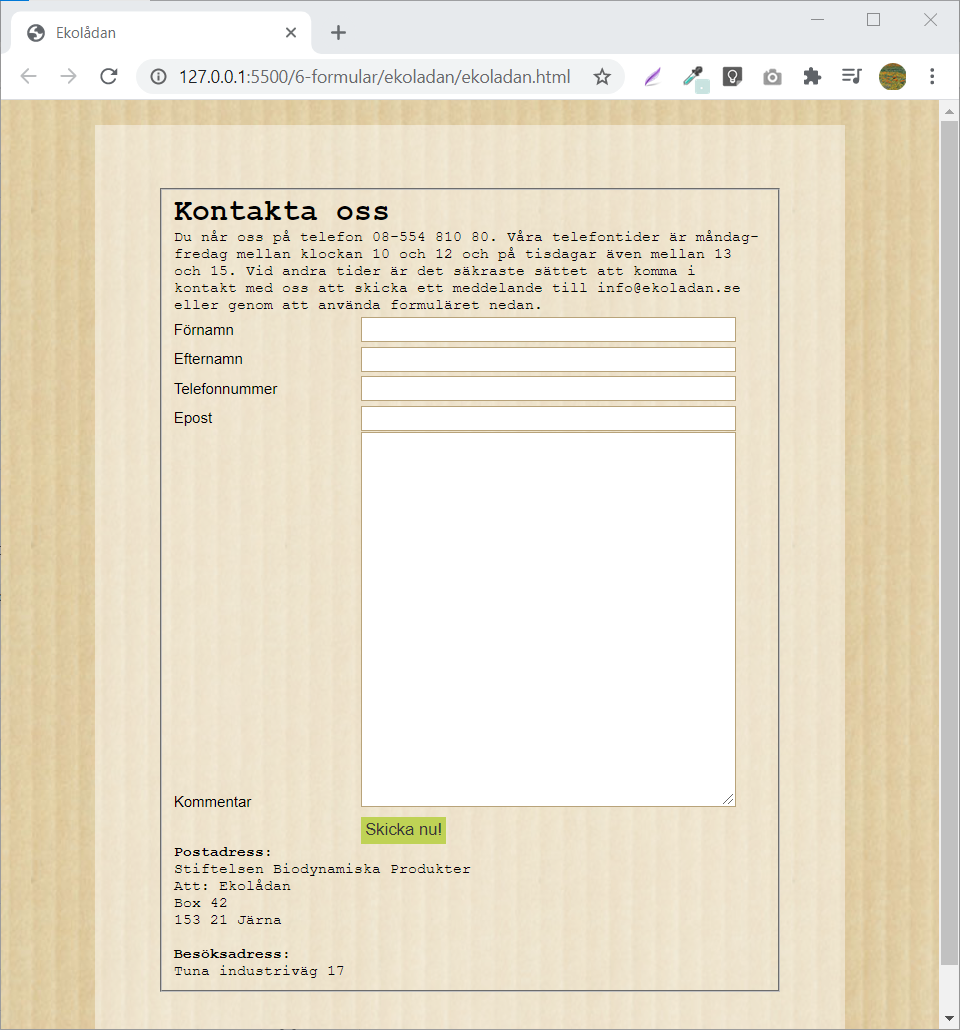 Ekolådan
127.0.0.1:5500/6-formular/ekoladan/ekoladan.html
Kontakta oss
Du når oss på telefon 08-554 810 80. Våra telefontider är måndag-
fredag mellan klockan 10 och 12 och på tisdagar även mellan 13
och 15. Vid andra tider är det säkraste sättet att komma i
kontakt med oss att skicka ett meddelande till info@ekoladan.se
eller genom att använda formuläret nedan.
Förnamn
Efternamn
Telefonnummer
Epost
Kommentar
Skicka nu!
Postadress:
Stiftelsen Biodynamiska Produkter
Att: Ekolådan
Box 42
153 21 Järna
Besöksadress:
Tuna industriväg 17